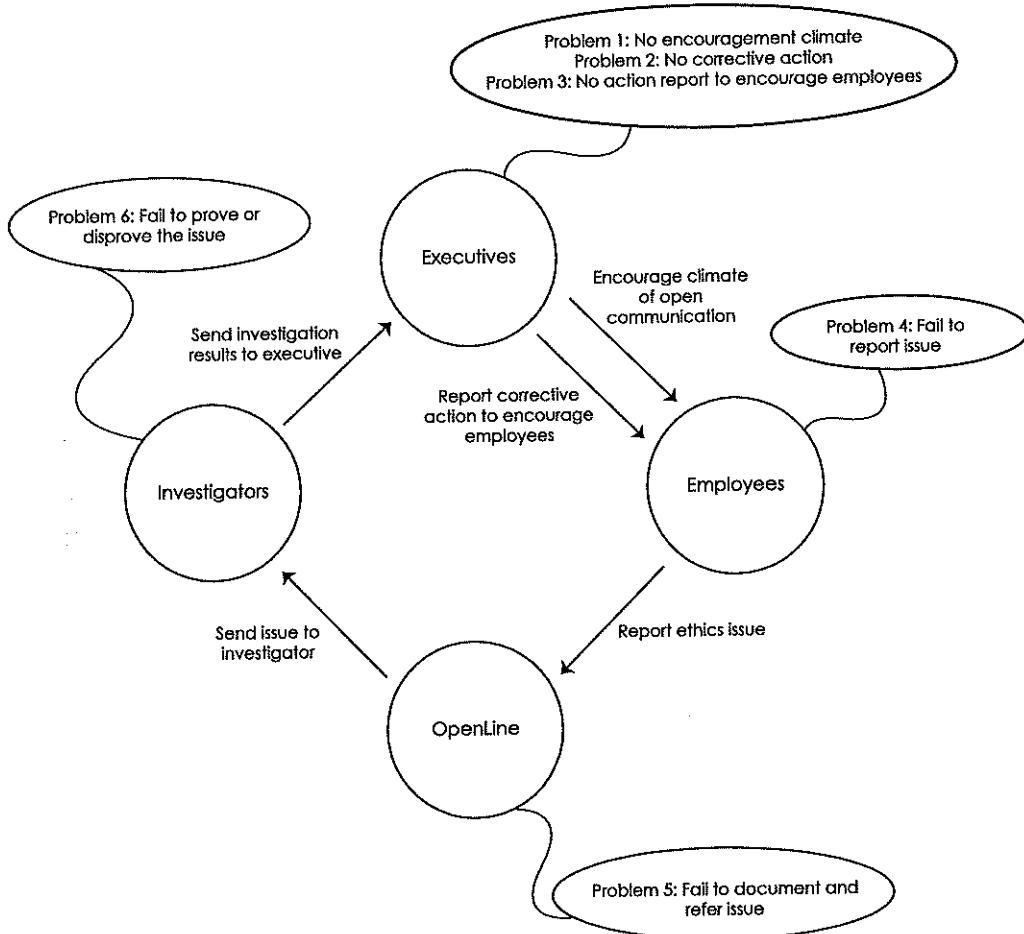 Problem 1: No encouragement climate
Problem 2: No corrective action
Problem 3: No action report to encourage employees
Problem 6: Fail to prove or
disprove the issue
Executives
Encourage climate
of open
communication
Problem 4: Fail to
report issue
Send investigation
results to executive
Report corrective
action to encourage
employees
Investigators
Employees
Send issue to
investigator
Report ethics issue
OpenLine
Problem 5: Fail to document and
refer issue